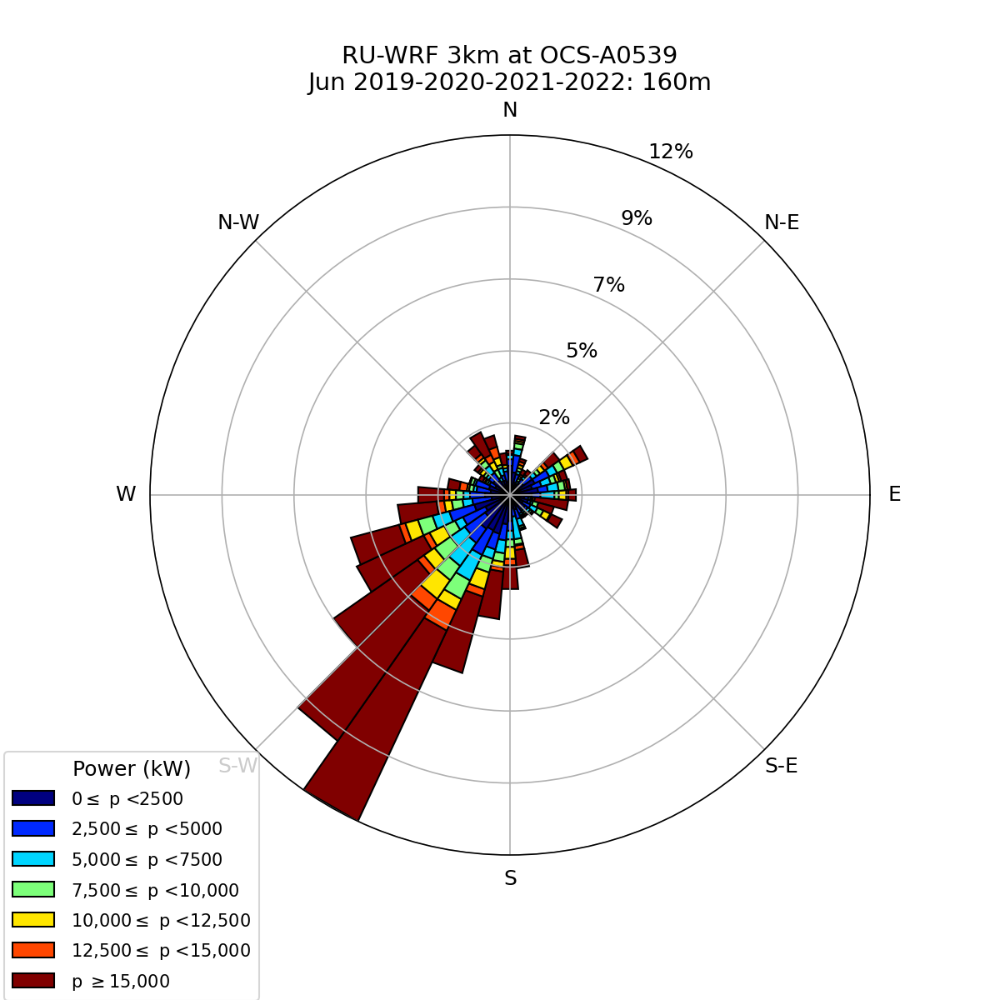 RU-WRF 3km at OCS-A0539
Jun 2019-2020-2021-2022: 160m
N
12%
N-W
9%
N-E
7%
5%
2%
W
E
S-W
S-E
S
Power (kW)
0≤ p <2500
2,500≤ p <5000
5,000≤ p <7500
7,500≤ p <10,000
10,000≤ p <12,500
12,500≤ p <15,000
p ≥15,000